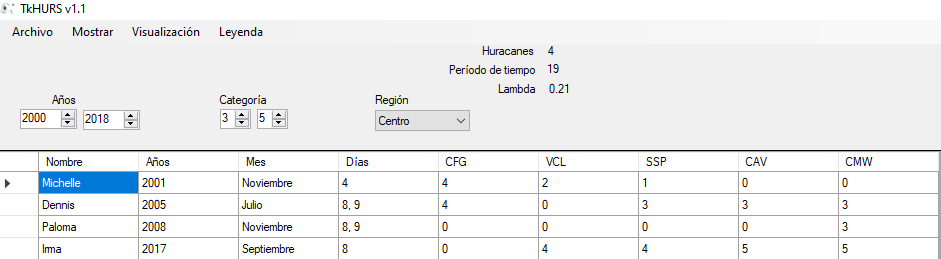 TkHURS v1.1
Archivo Mostrar Visualización Leyenda
Huracanes 4
Período de tiempo 19
Lambda 0.21
Años Categoría Región
2000 2018 3 5 Centro
Nombre Años Mes Días CFG VCL SSP CAV CMW
Michelle 2001 Noviembre 4 4 2 1 0 0
Dennis 2005 Julio 8, 9 4 0 3 3 3
Paloma 2008 Noviembre 8, 9 0 0 0 0 3
Irma 2017 Septiembre 8 0 4 4 5 5